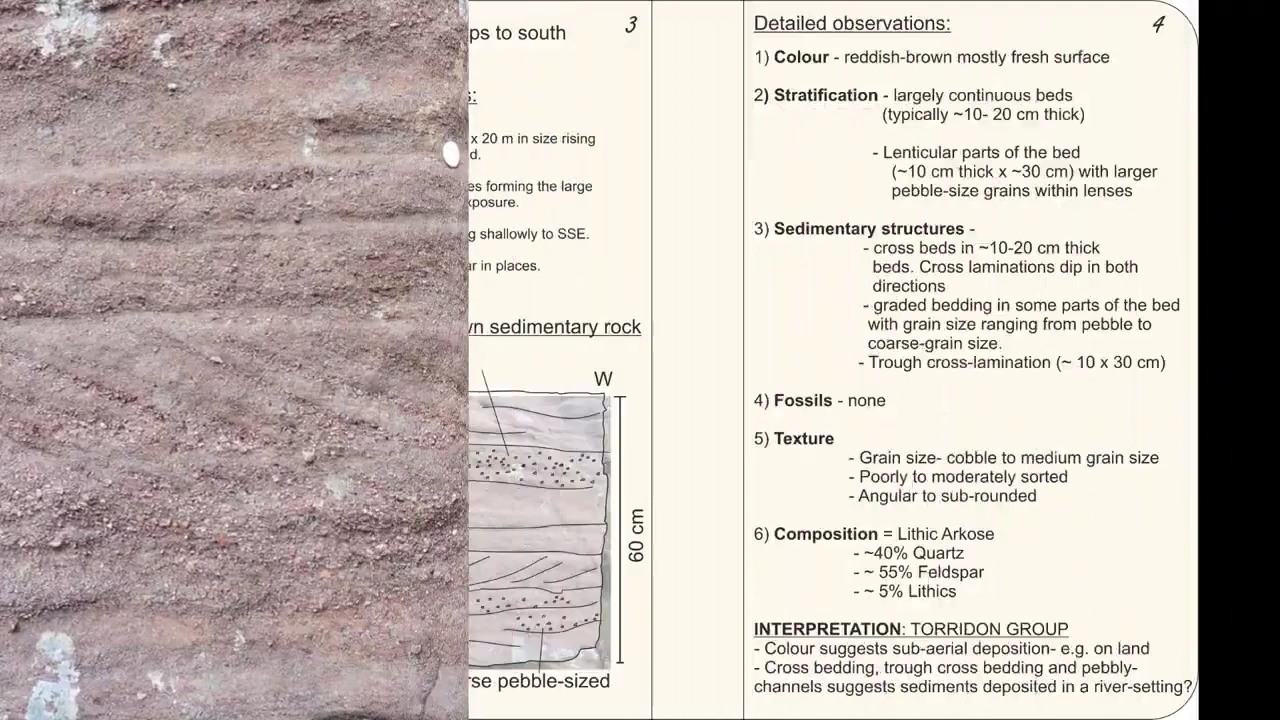 ps to south
3
s:
x 20 m in size rising
d.
es forming the large
xposure.
g shallowly to SSE.
ar in places.
wn sedimentary rock
W
60 cm
rse pebble-sized
Detailed observations:
4
1) Colour - reddish-brown mostly fresh surface
2) Stratification - largely continuous beds
(typically ~10- 20 cm thick)
- Lenticular parts of the bed
(~10 cm thick x ~30 cm) with larger
pebble-size grains within lenses
3) Sedimentary structures -
- cross beds in ~10-20 cm thick
beds. Cross laminations dip in both
directions
- graded bedding in some parts of the bed
with grain size ranging from pebble to
coarse-grain size.
- Trough cross-lamination (~ 10 x 30 cm)
4) Fossils - none
5) Texture
- Grain size- cobble to medium grain size
- Poorly to moderately sorted
- Angular to sub-rounded
6) Composition = Lithic Arkose
- ~40% Quartz
- ~ 55% Feldspar
- ~ 5% Lithics
INTERPRETATION: TORRIDON GROUP
- Colour suggests sub-aerial deposition- e.g. on land
- Cross bedding, trough cross bedding and pebbly-
channels suggests sediments deposited in a river-setting?